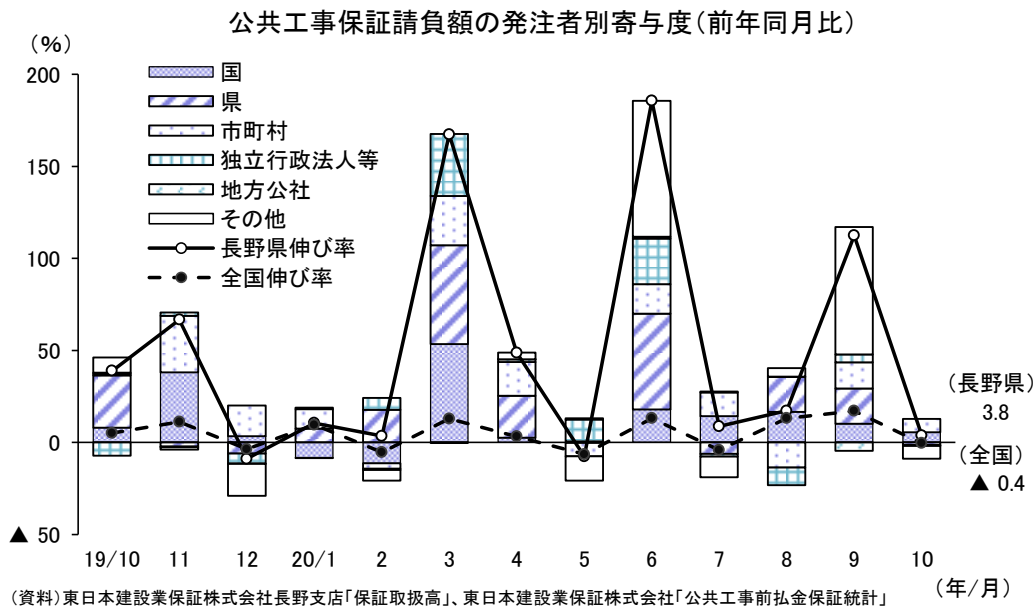 公共工事保証請負額の発注者別寄与度(前年同月比)
(%)
200
150
100
50
0
▲ 50
国
県
市町村
独立行政法人等
地方公社
その他
長野県伸び率
全国伸び率
(長野県)
3.8
(全国)
▲ 0.4
19/10 11 12 20/1 2 3 4 5 6 7 8 9 10
(年/月)
(資料)東日本建設業保証株式会社長野支店「保証取扱高」、東日本建設業保証株式会社「公共工事前払金保証統計」